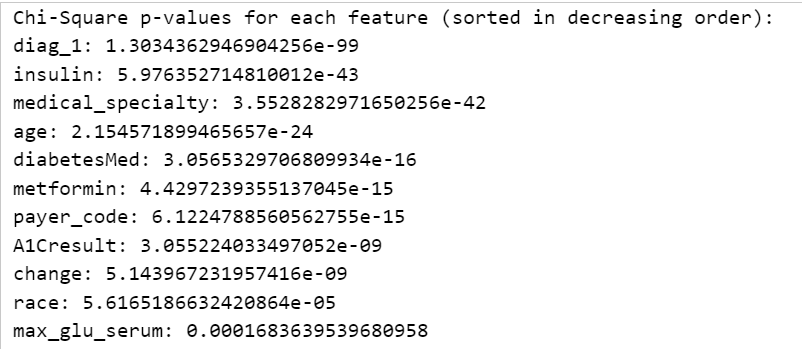 Chi-Square p-values for each feature (sorted in decreasing order):
diag_1: 1.3034362946904256e-99
insulin: 5.976352714810012e-43
medical_specialty: 3.5528282971650256e-42
age: 2.154571899465657e-24
diabetesMed: 3.0565329706809934e-16
metformin: 4.4297239355137045e-15
payer_code: 6.1224788560562755e-15
A1Cresult: 3.055224033497052e-09
change: 5.143967231957416e-09
race: 5.6165186632420864e-05
max_glu_serum: 0.0001683639539680958